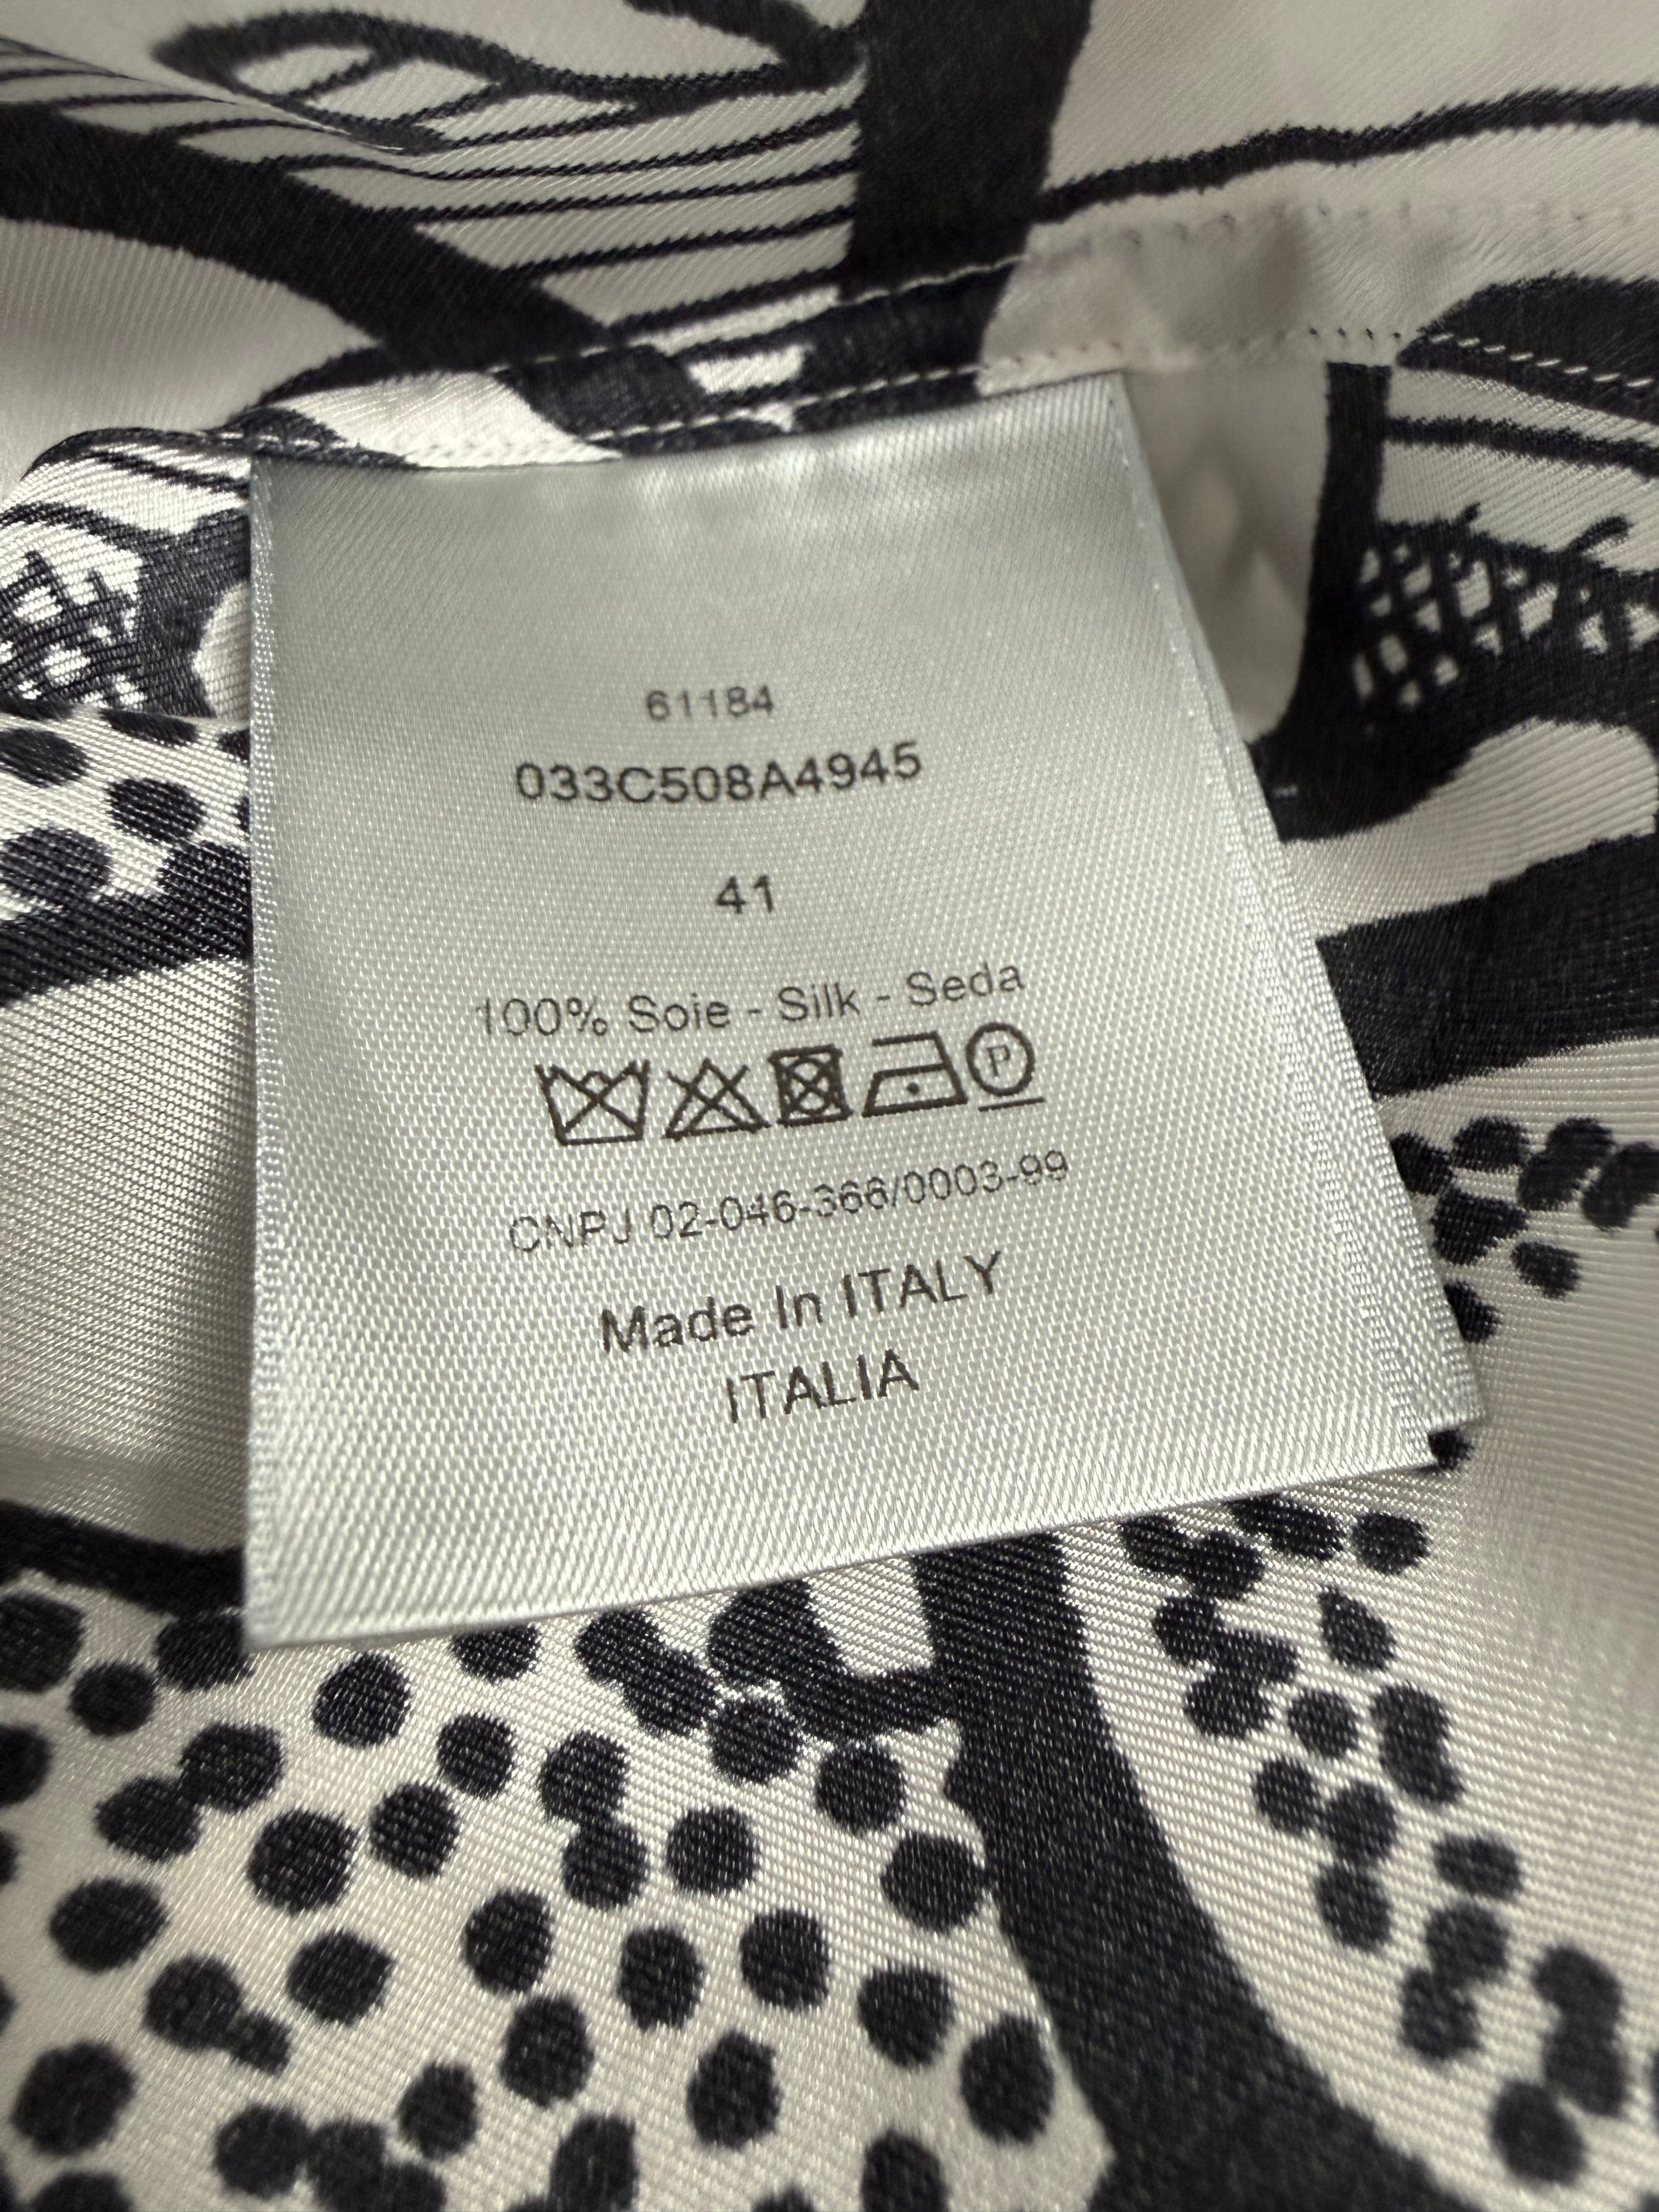 61184
033C508A4945
41
100% Soie - Silk - Seda
P
CNPJ 02-046-366/0003-99
Made In ITALY
ITALIA